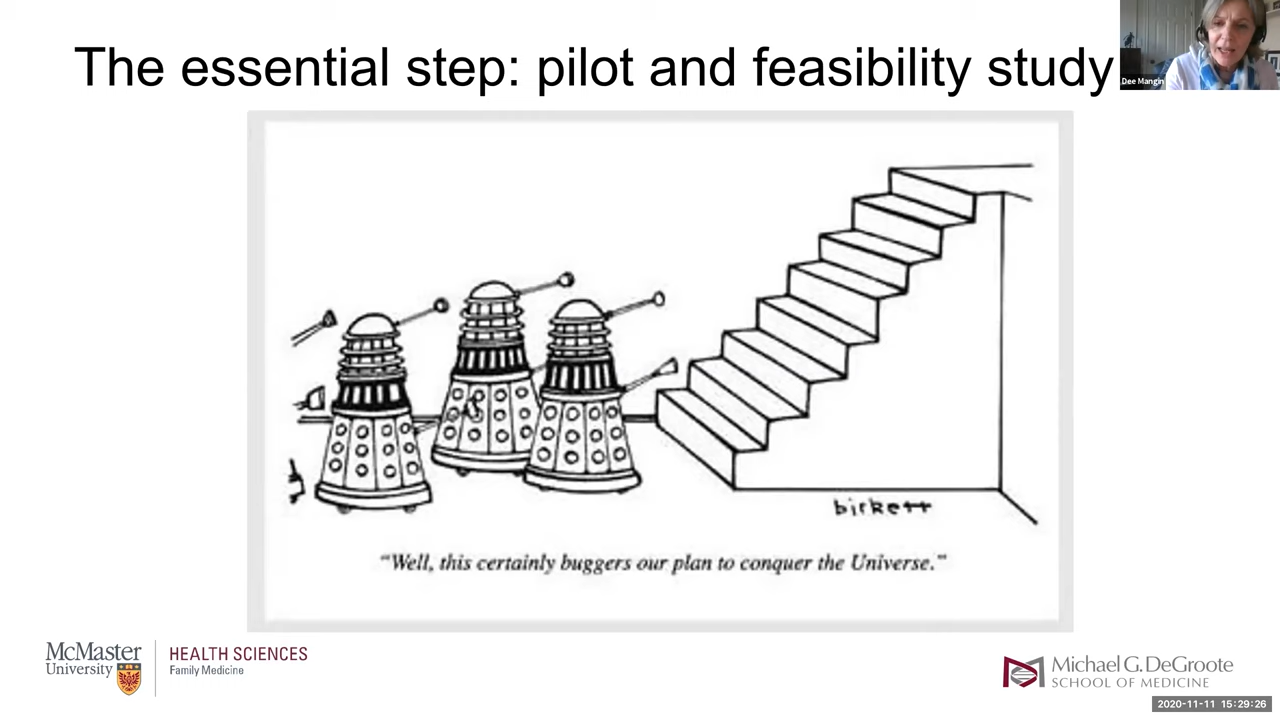 The essential step: pilot and feasibility study
Dee Mangin
birkett
“Well, this certainly buggers our plan to conquer the Universe.”
McMaster
University
HEALTH SCIENCES
Family Medicine
Michael G. DeGroote
SCHOOL OF MEDICINE
2020-11-11 15:29:26